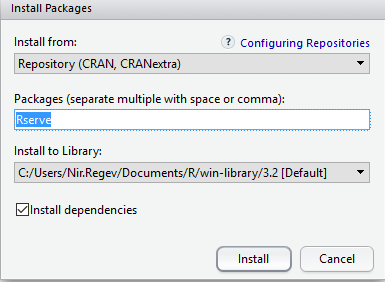 Install Packages
Install from:
? Configuring Repositories
Repository (CRAN, CRANextra)
Packages (separate multiple with space or comma):
Rserve
Install to Library:
C:/Users/Nir.Regev/Documents/R/win-library/3.2 [Default]
Install dependencies
Install
Cancel